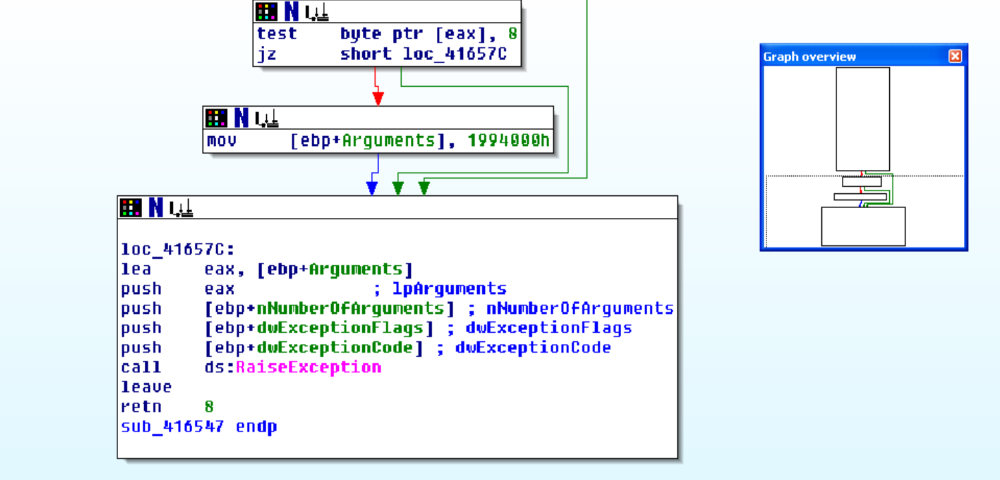 test byte ptr [eax], 8
jz short loc_41657C
Graph overview
mov [ebp+Arguments], 1994000h
loc_41657C:
lea eax, [ebp+Arguments]
push eax ; lpArguments
push [ebp+nNumberOfArguments] ; nNumberOfArguments
push [ebp+dwExceptionFlags] ; dwExceptionFlags
push [ebp+dwExceptionCode] ; dwExceptionCode
call ds:RaiseException
leave
retn 8
sub_416547 endp